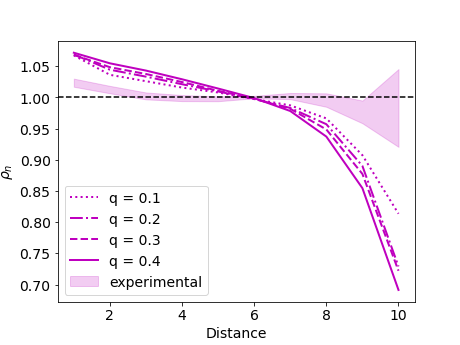 1.05
1.00
0.95
0.90
0.85
0.80
0.75
0.70
ρn
q = 0.1
q = 0.2
q = 0.3
q = 0.4
experimental
2 4 6 8 10
Distance